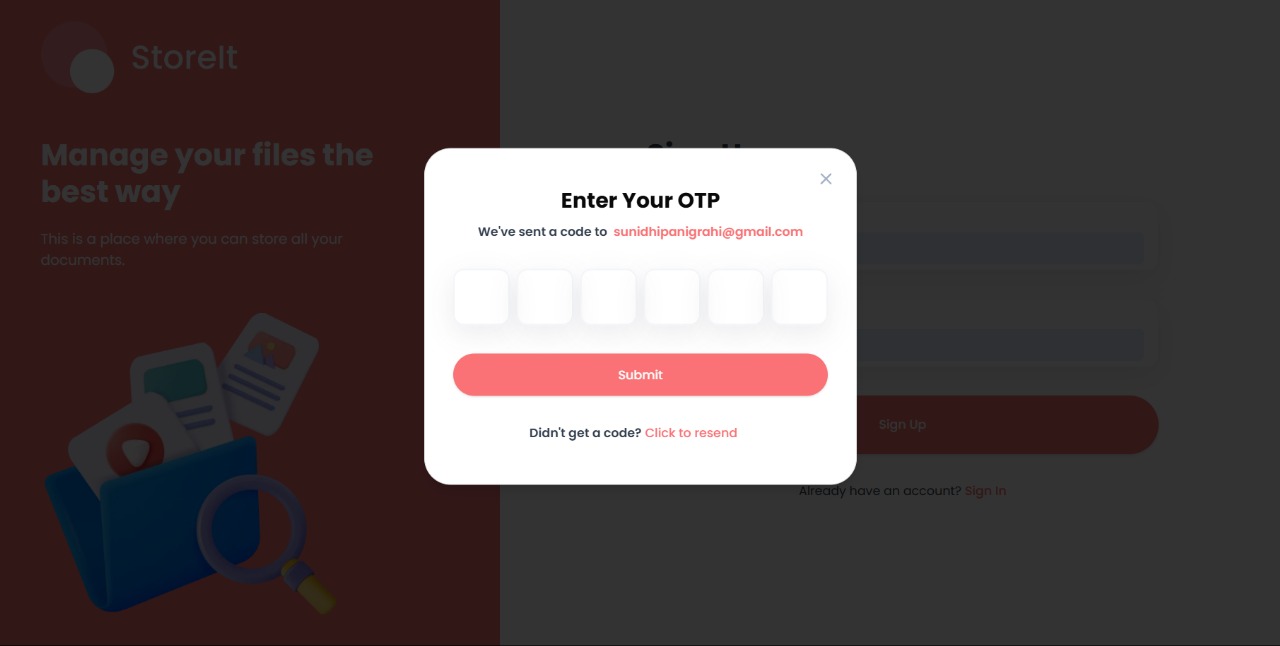 StoreIt
Manage your files the
best way
This is a place where you can store all your
documents.
Enter Your OTP
We've sent a code to sunidhipanigrahi@gmail.com
Submit
Didn't get a code? Click to resend
Sign Up
Already have an account? Sign In